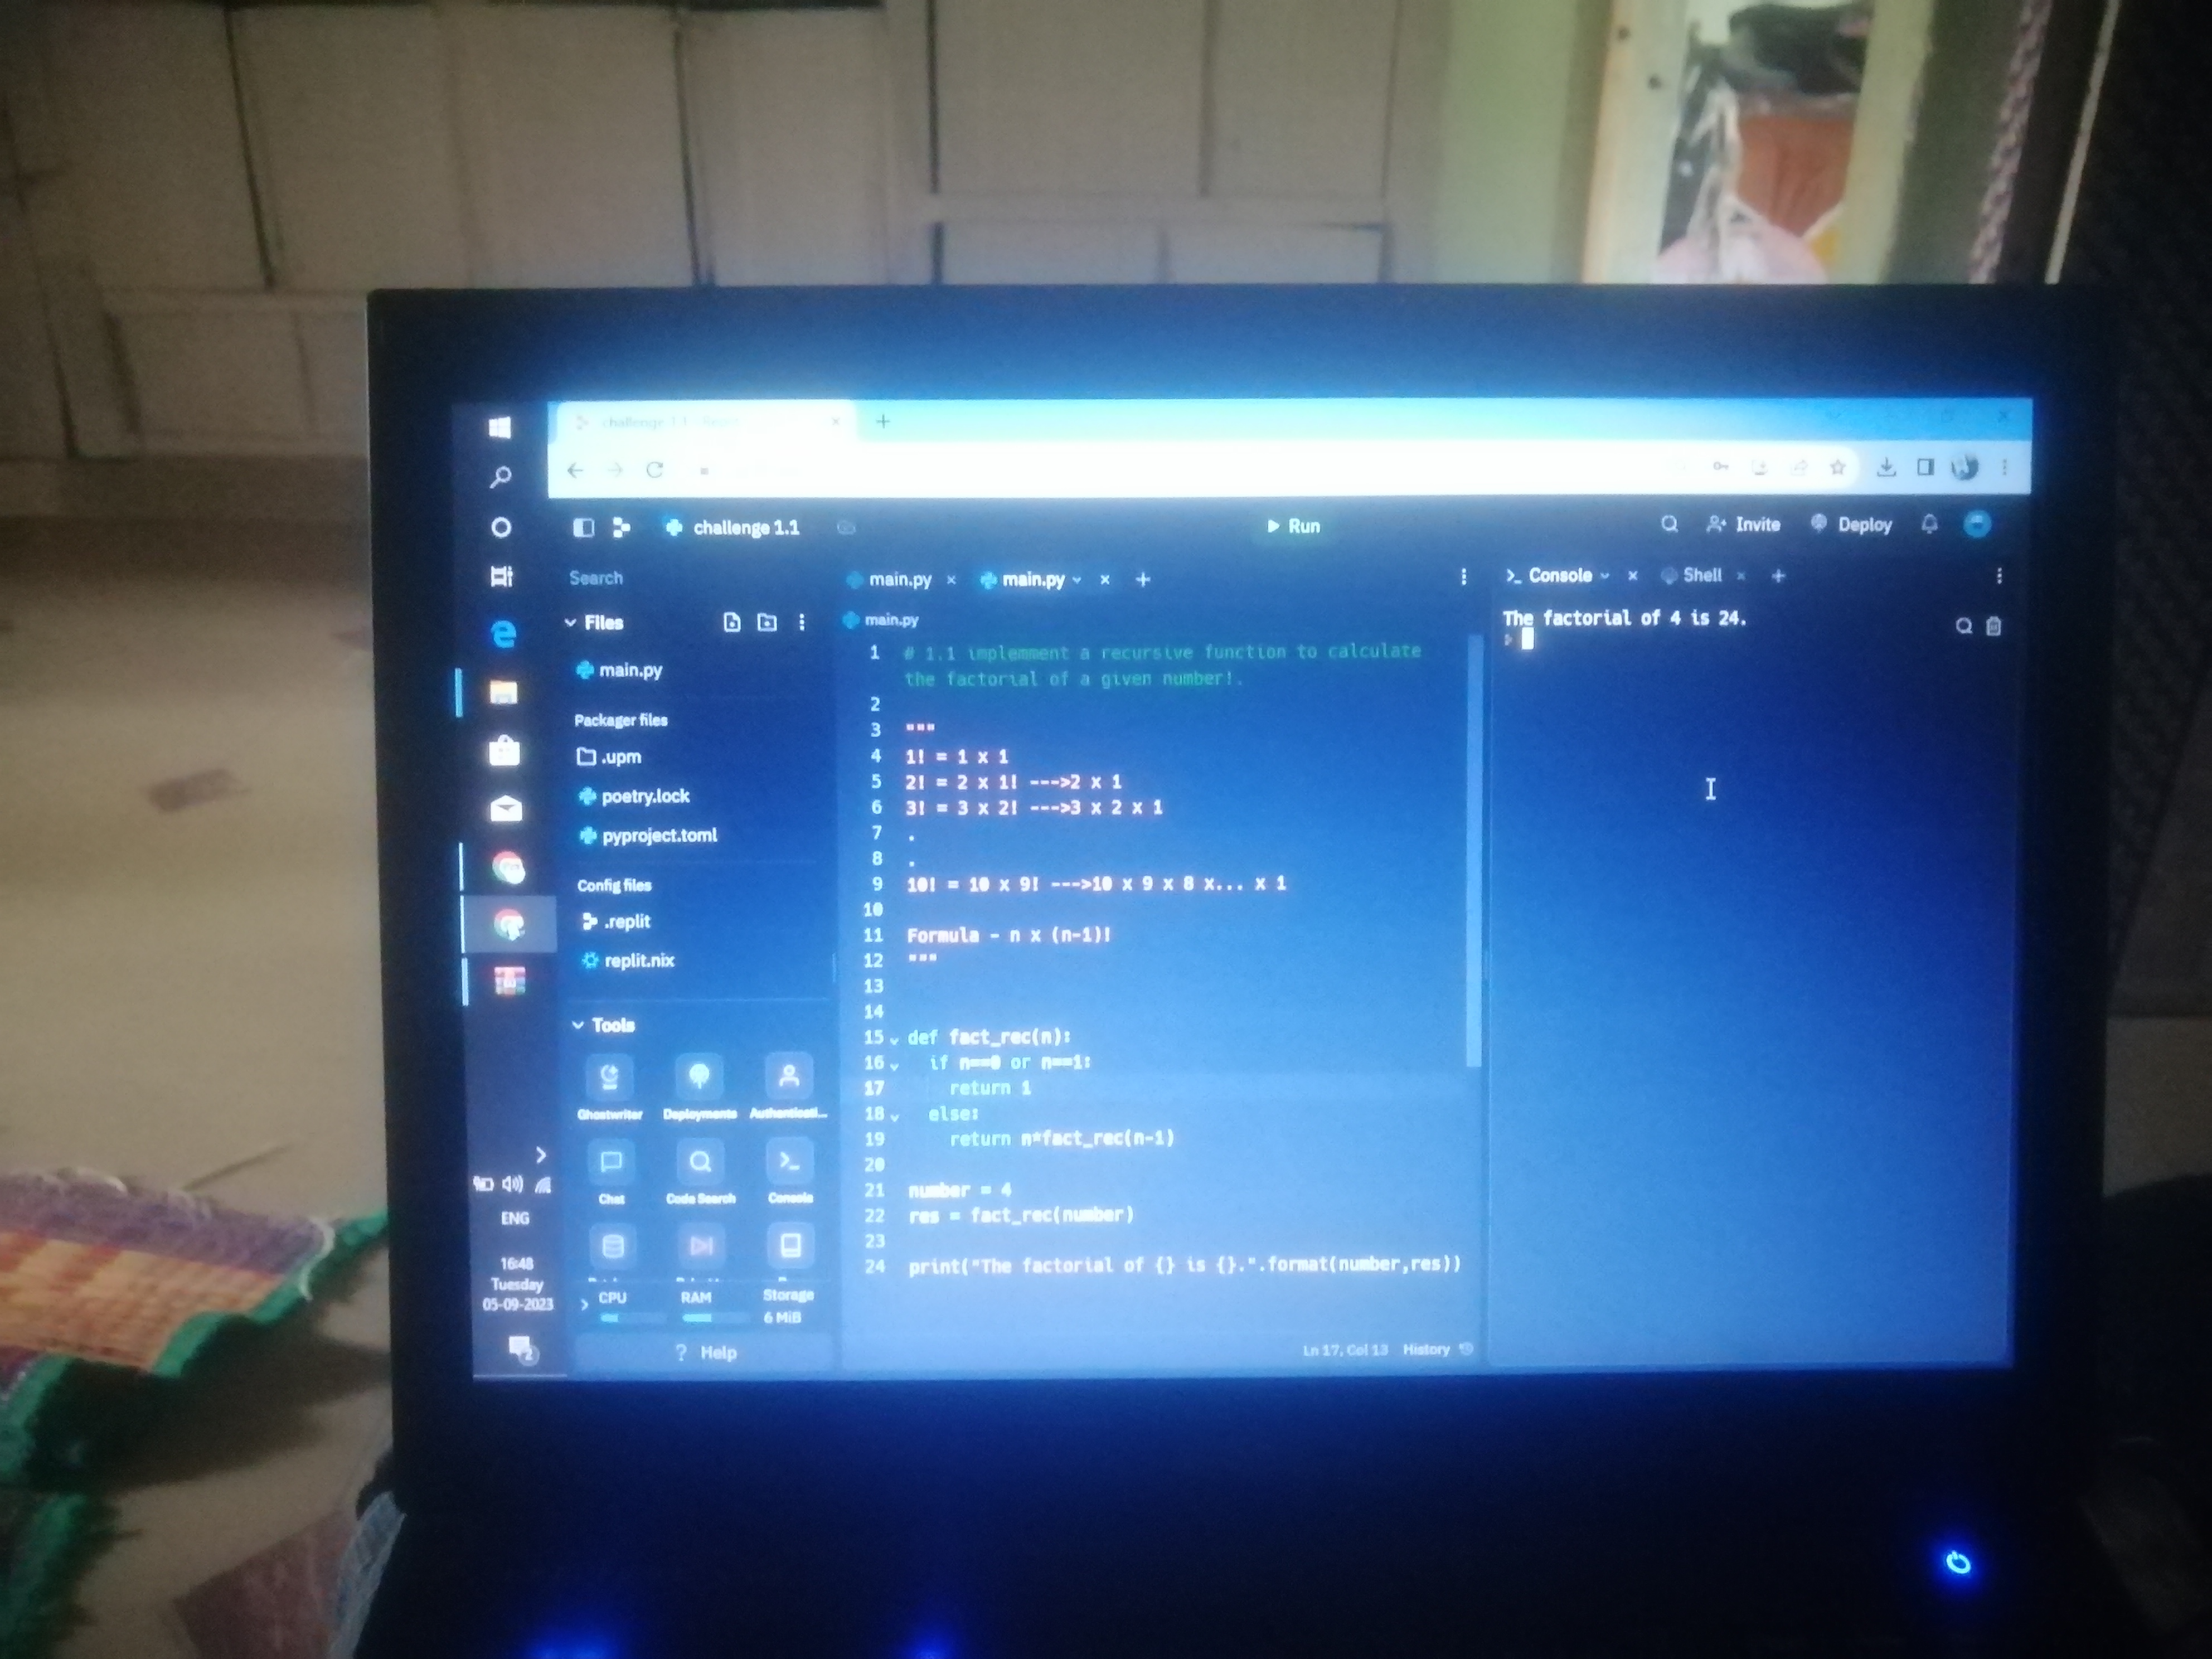 challenge 1.1
challenge 1.1
Run
Invite
Deploy
Search
Files
main.py
Packager files
.upm
poetry.lock
pyproject.toml
Config files
.replit
replit.nix
Tools
Ghostwriter
Deployments
Authenticati...
Chat
Code Search
Console
CPU
RAM
Storage
6 MiB
? Help
main.py
main.py
main.py
1 # 1.1 implemment a recursive function to calculate
the factorial of a given number!.
2
3 """
4 1! = 1 x 1
5 2! = 2 x 1! --->2 x 1
6 3! = 3 x 2! --->3 x 2 x 1
7 .
8 .
9 10! = 10 x 9! --->10 x 9 x 8 x... x 1
10
11 Formula - n x (n-1)!
12 """
13
14
15 def fact_rec(n):
16 if n==0 or n==1:
17 return 1
18 else:
19 return n*fact_rec(n-1)
20
21 number = 4
22 res = fact_rec(number)
23
24 print("The factorial of {} is {}.".format(number,res))
Ln 17, Col 13 History
Console
Shell
The factorial of 4 is 24.
ENG
16:48
Tuesday
05-09-2023
2